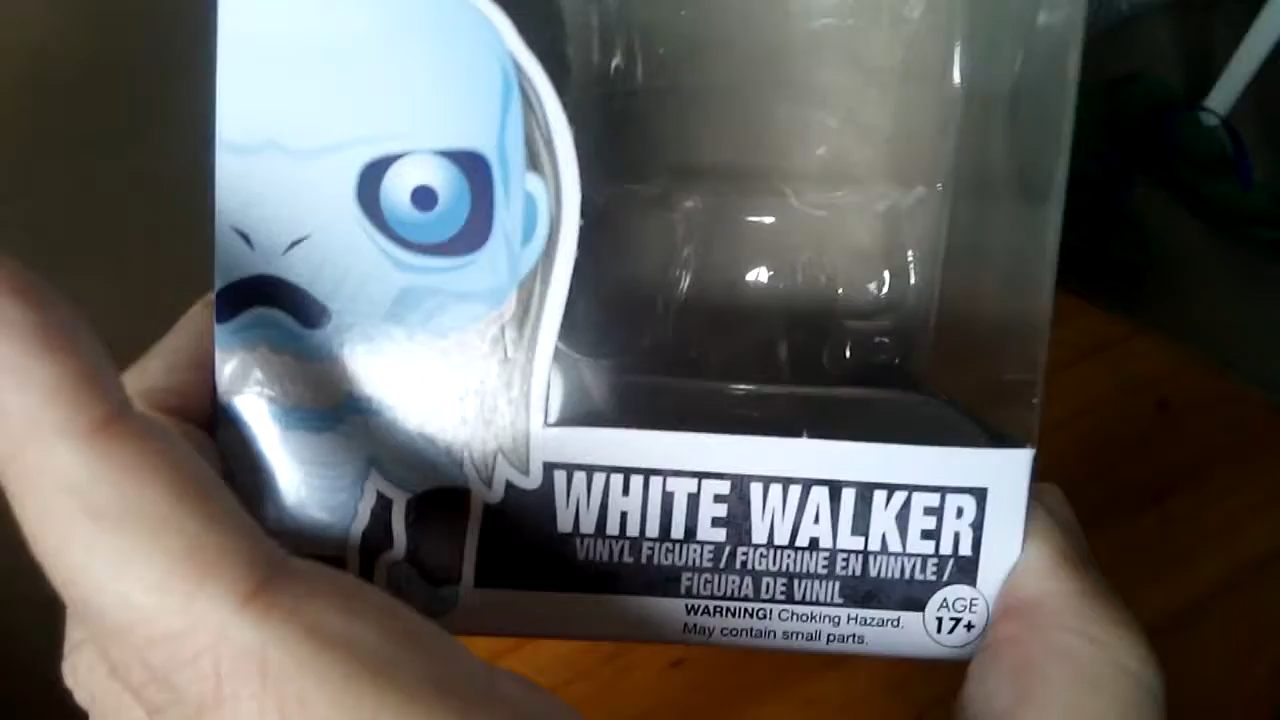 WHITE WALKER
VINYL FIGURE / FIGURINE EN VINYLE /
FIGURA DE VINIL
WARNING! Choking Hazard.
May contain small parts.
AGE
17+